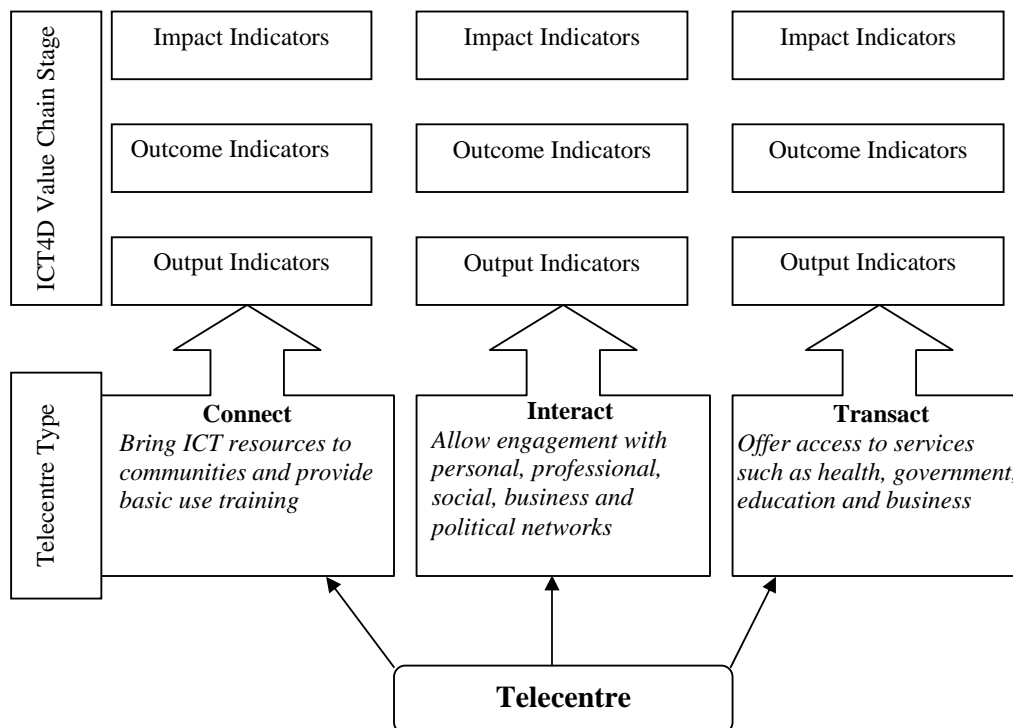 ICT4D Value Chain Stage
Impact Indicators
Impact Indicators
Impact Indicators
Outcome Indicators
Outcome Indicators
Outcome Indicators
Output Indicators
Output Indicators
Output Indicators
Telecentre Type
Connect
Bring ICT resources to
communities and provide
basic use training
Interact
Allow engagement with
personal, professional,
social, business and
political networks
Transact
Offer access to services
such as health, government,
education and business
Telecentre